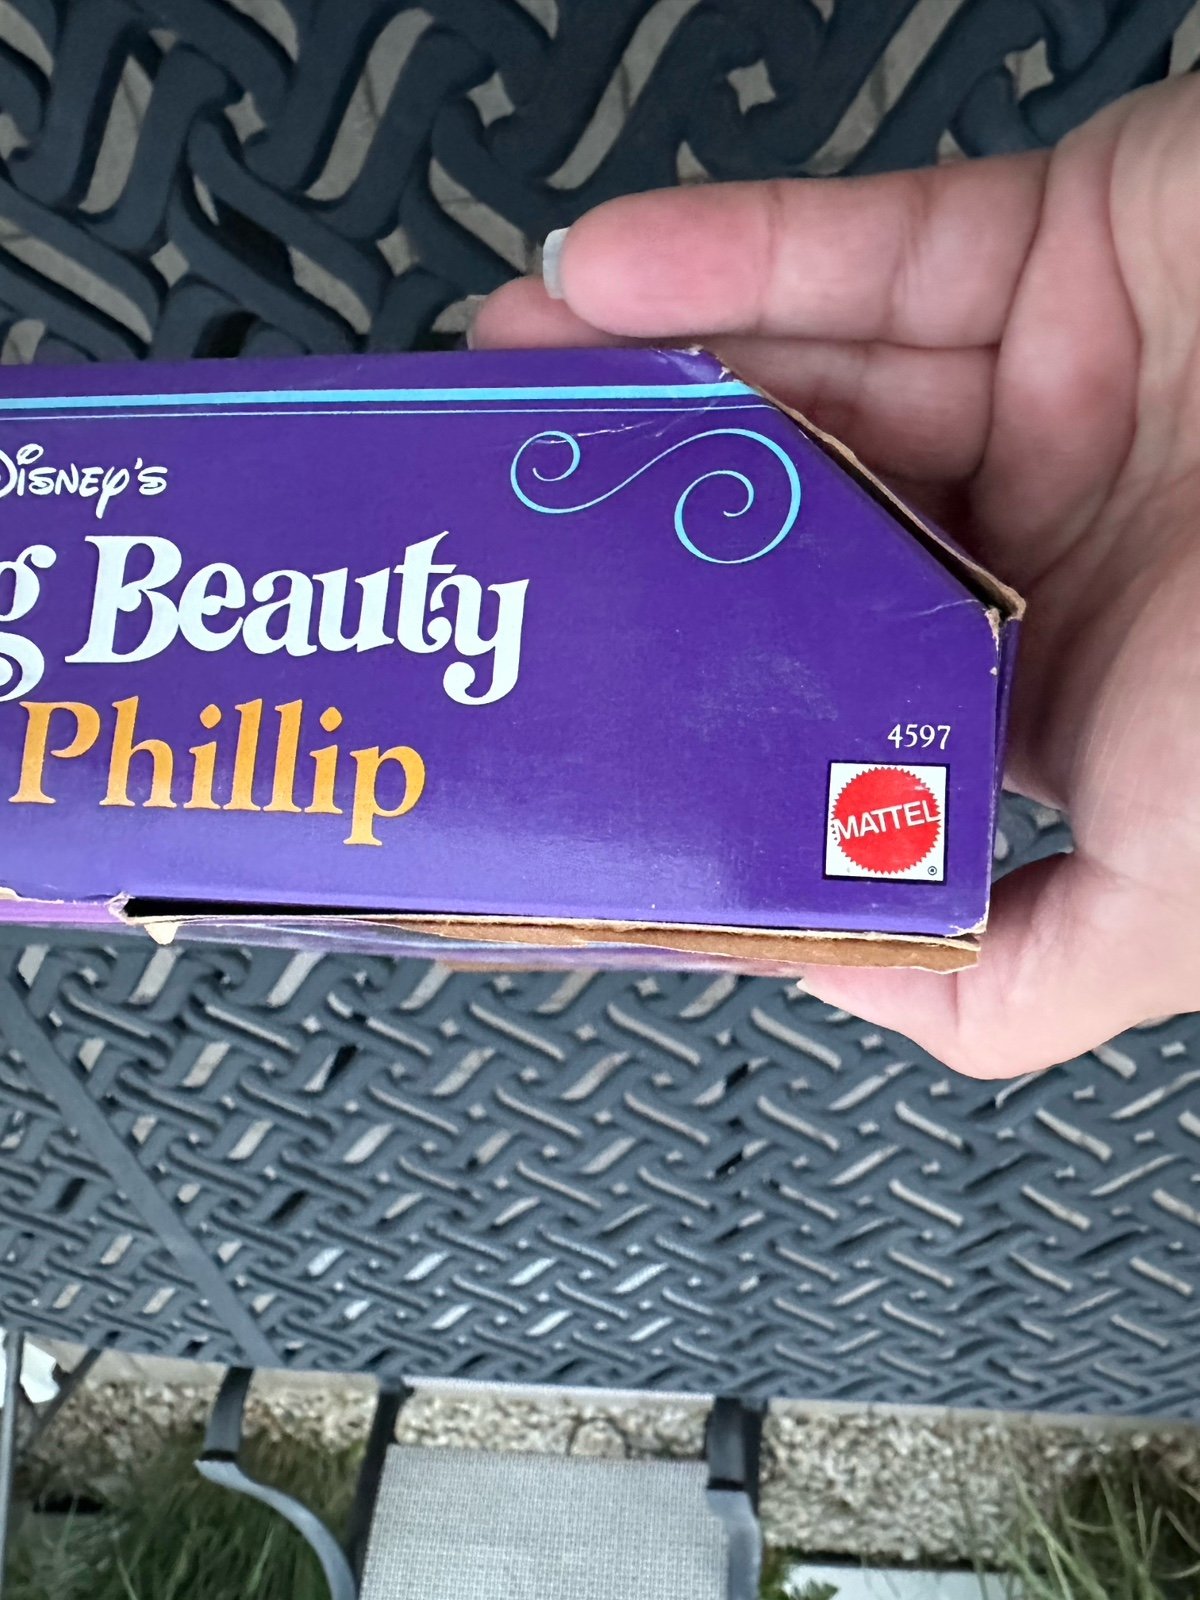 Disney's
g Beauty
Phillip
4597
MATTEL
®